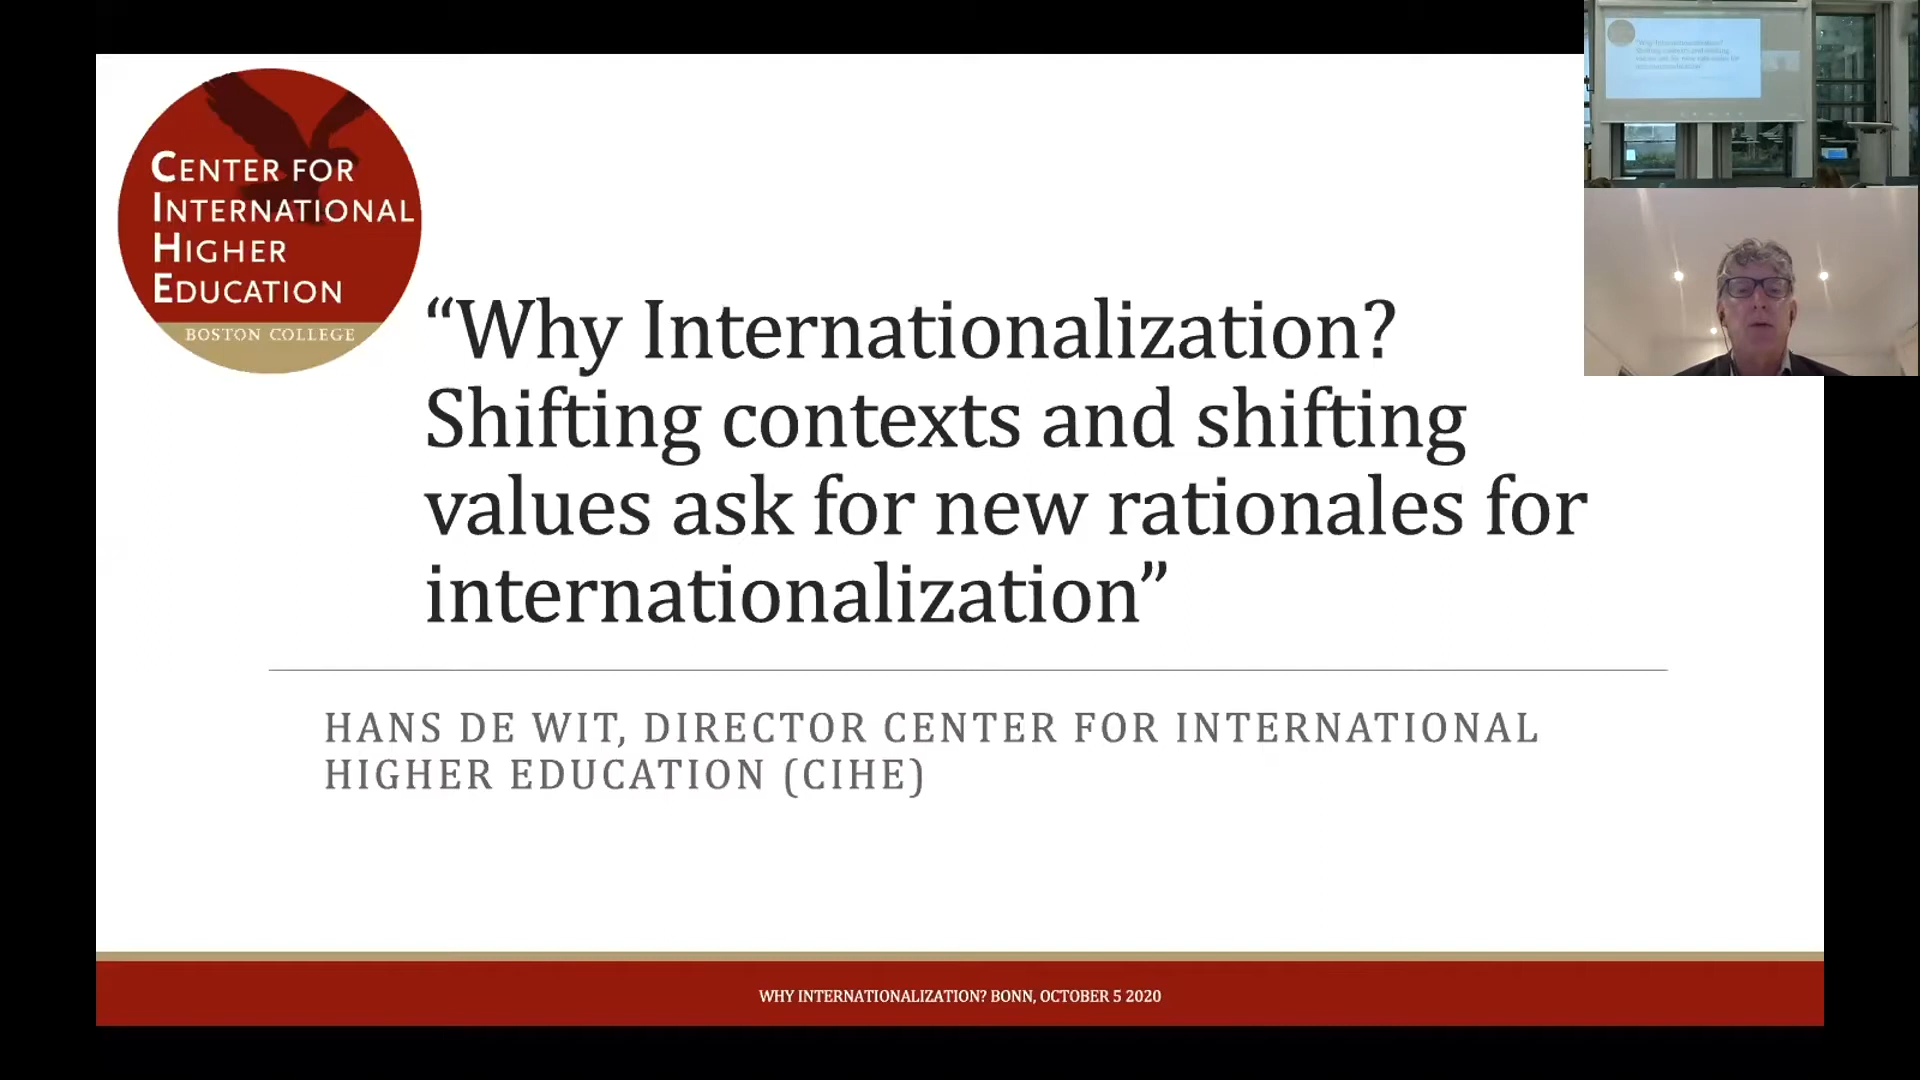 CENTER FOR
INTERNATIONAL
HIGHER
EDUCATION
BOSTON COLLEGE
“Why Internationalization?
Shifting contexts and shifting
values ask for new rationales for
internationalization”
HANS DE WIT, DIRECTOR CENTER FOR INTERNATIONAL
HIGHER EDUCATION (CIHE)
WHY INTERNATIONALIZATION? BONN, OCTOBER 5 2020